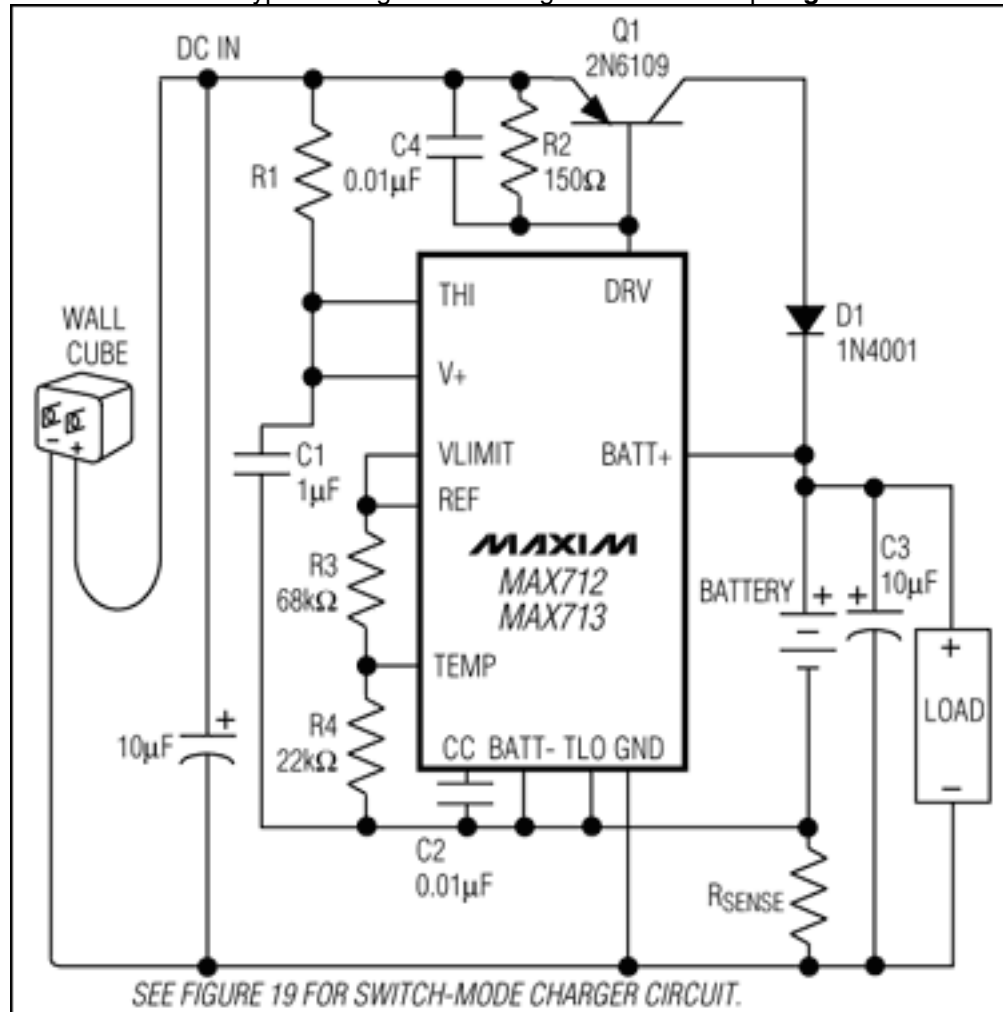 DC IN
Q1
2N6109
R1
C4
0.01µF
R2
150Ω
WALL
CUBE
THI
DRV
V+
D1
1N4001
C1
1µF
VLIMIT
BATT+
REF
MAXIM
MAX712
MAX713
R3
68kΩ
BATTERY
C3
10µF
TEMP
R4
22kΩ
LOAD
10µF
CC BATT- TLO GND
C2
0.01µF
RSENSE
SEE FIGURE 19 FOR SWITCH-MODE CHARGER CIRCUIT.